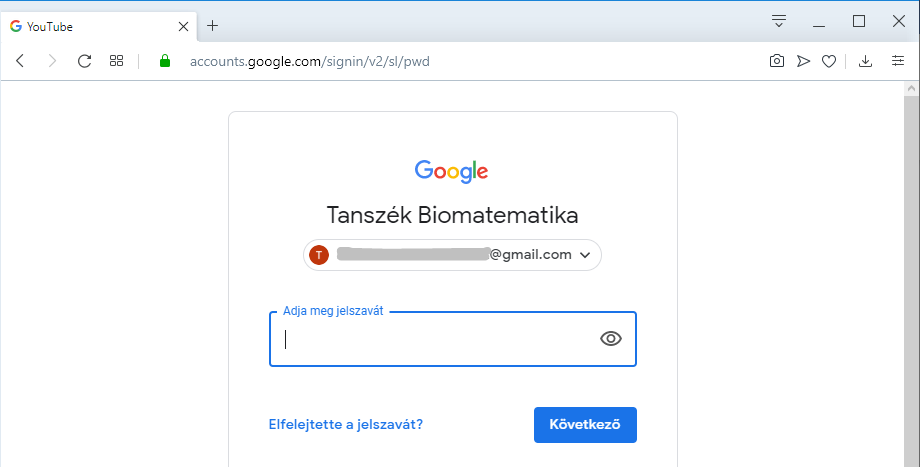 YouTube
accounts.google.com/signin/v2/sl/pwd
Google
Tanszék Biomatematika
T
@gmail.com
Adja meg jelszavát
Elfelejtette a jelszavát?
Következő